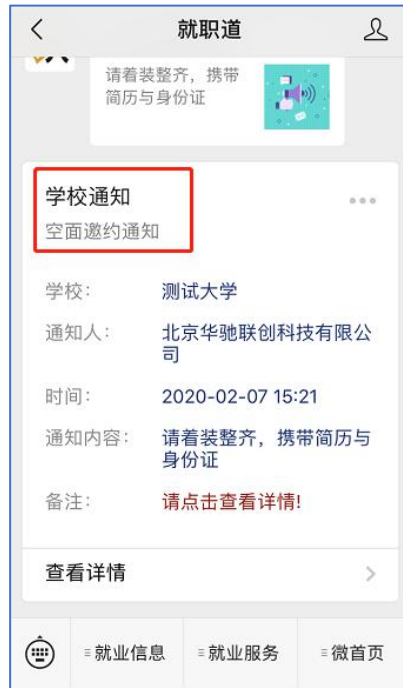 就职道
请着装整齐，携带
简历与身份证
学校通知
空面邀约通知
学校： 测试大学
通知人： 北京华驰联创科技有限公
司
时间： 2020-02-07 15:21
通知内容： 请着装整齐，携带简历与
身份证
备注： 请点击查看详情!
查看详情
就业信息 就业服务 微首页